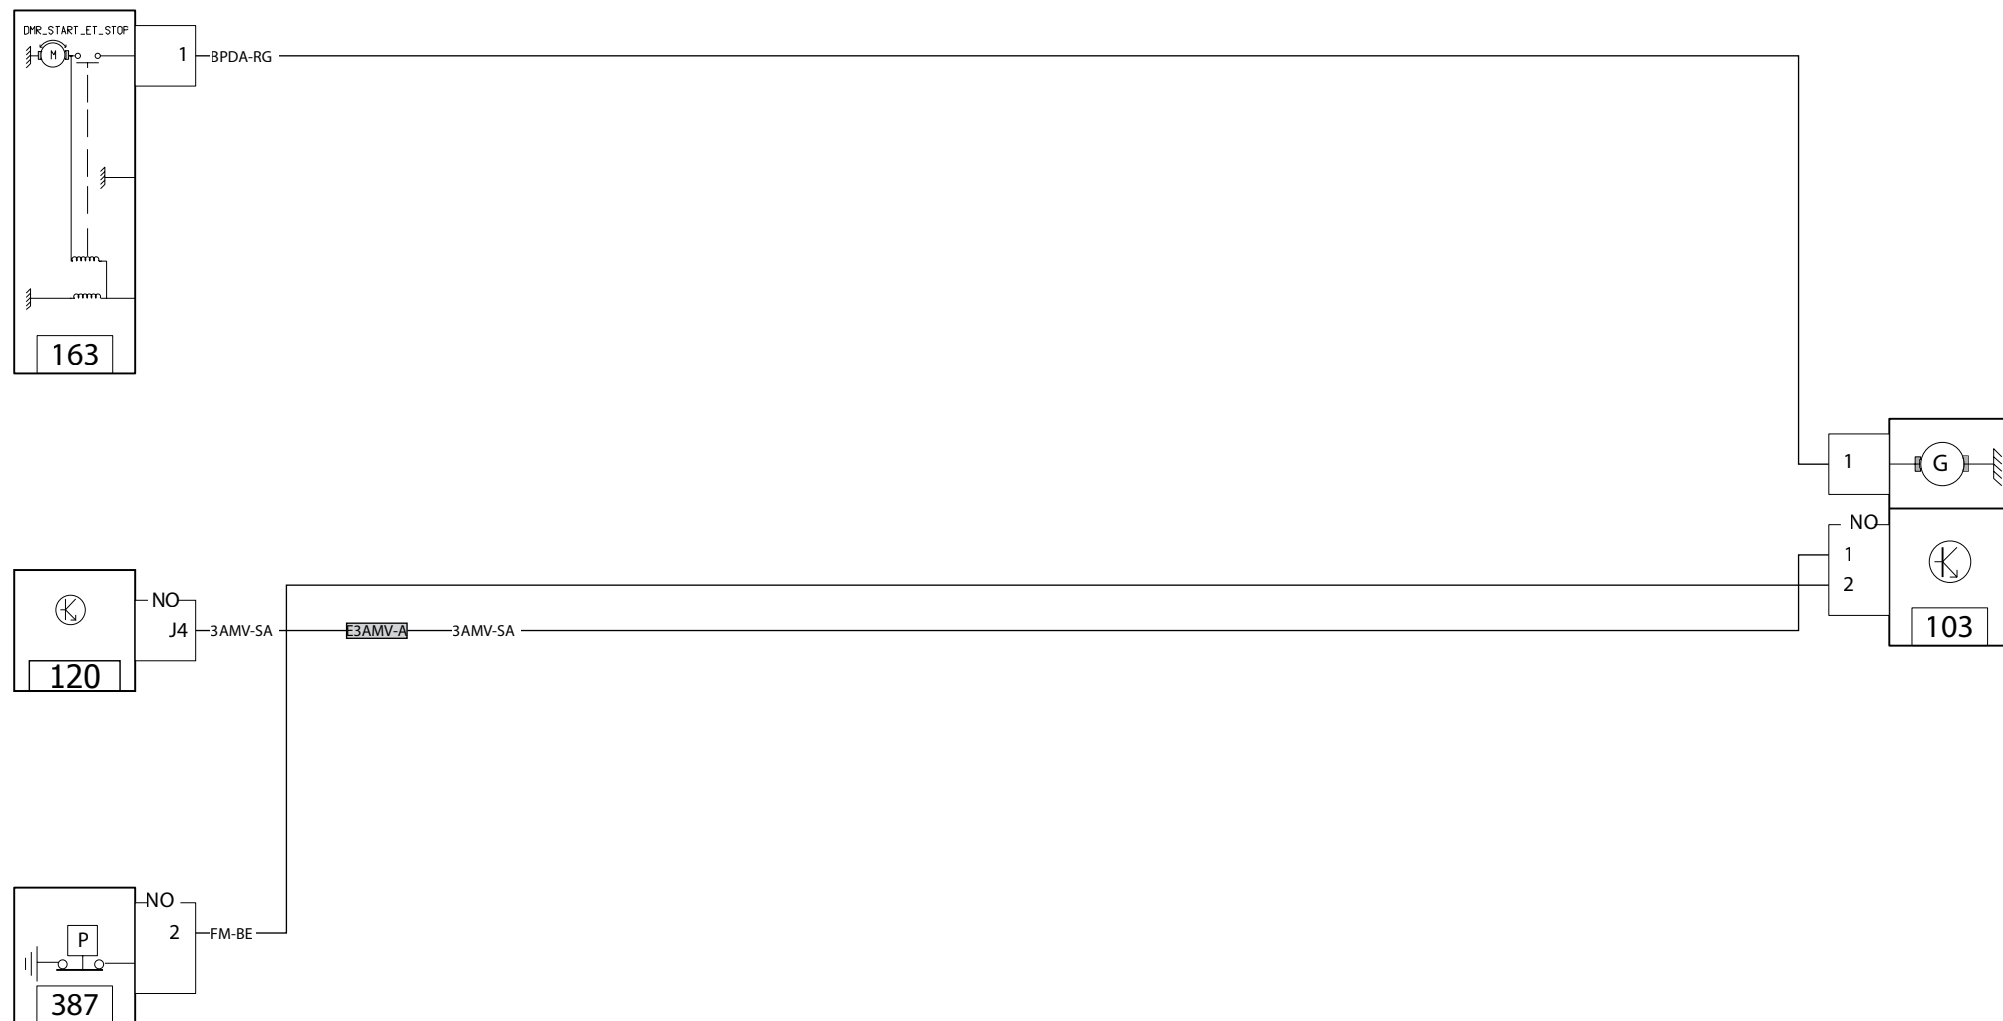 DMR_START_ET_STOP
M
1 BPDA-RG
163
1 G
NO
1
2
103
NO
J4 3AMV-SA E3AMV-A 3AMV-SA
120
NO
P 2 FM-BE
387